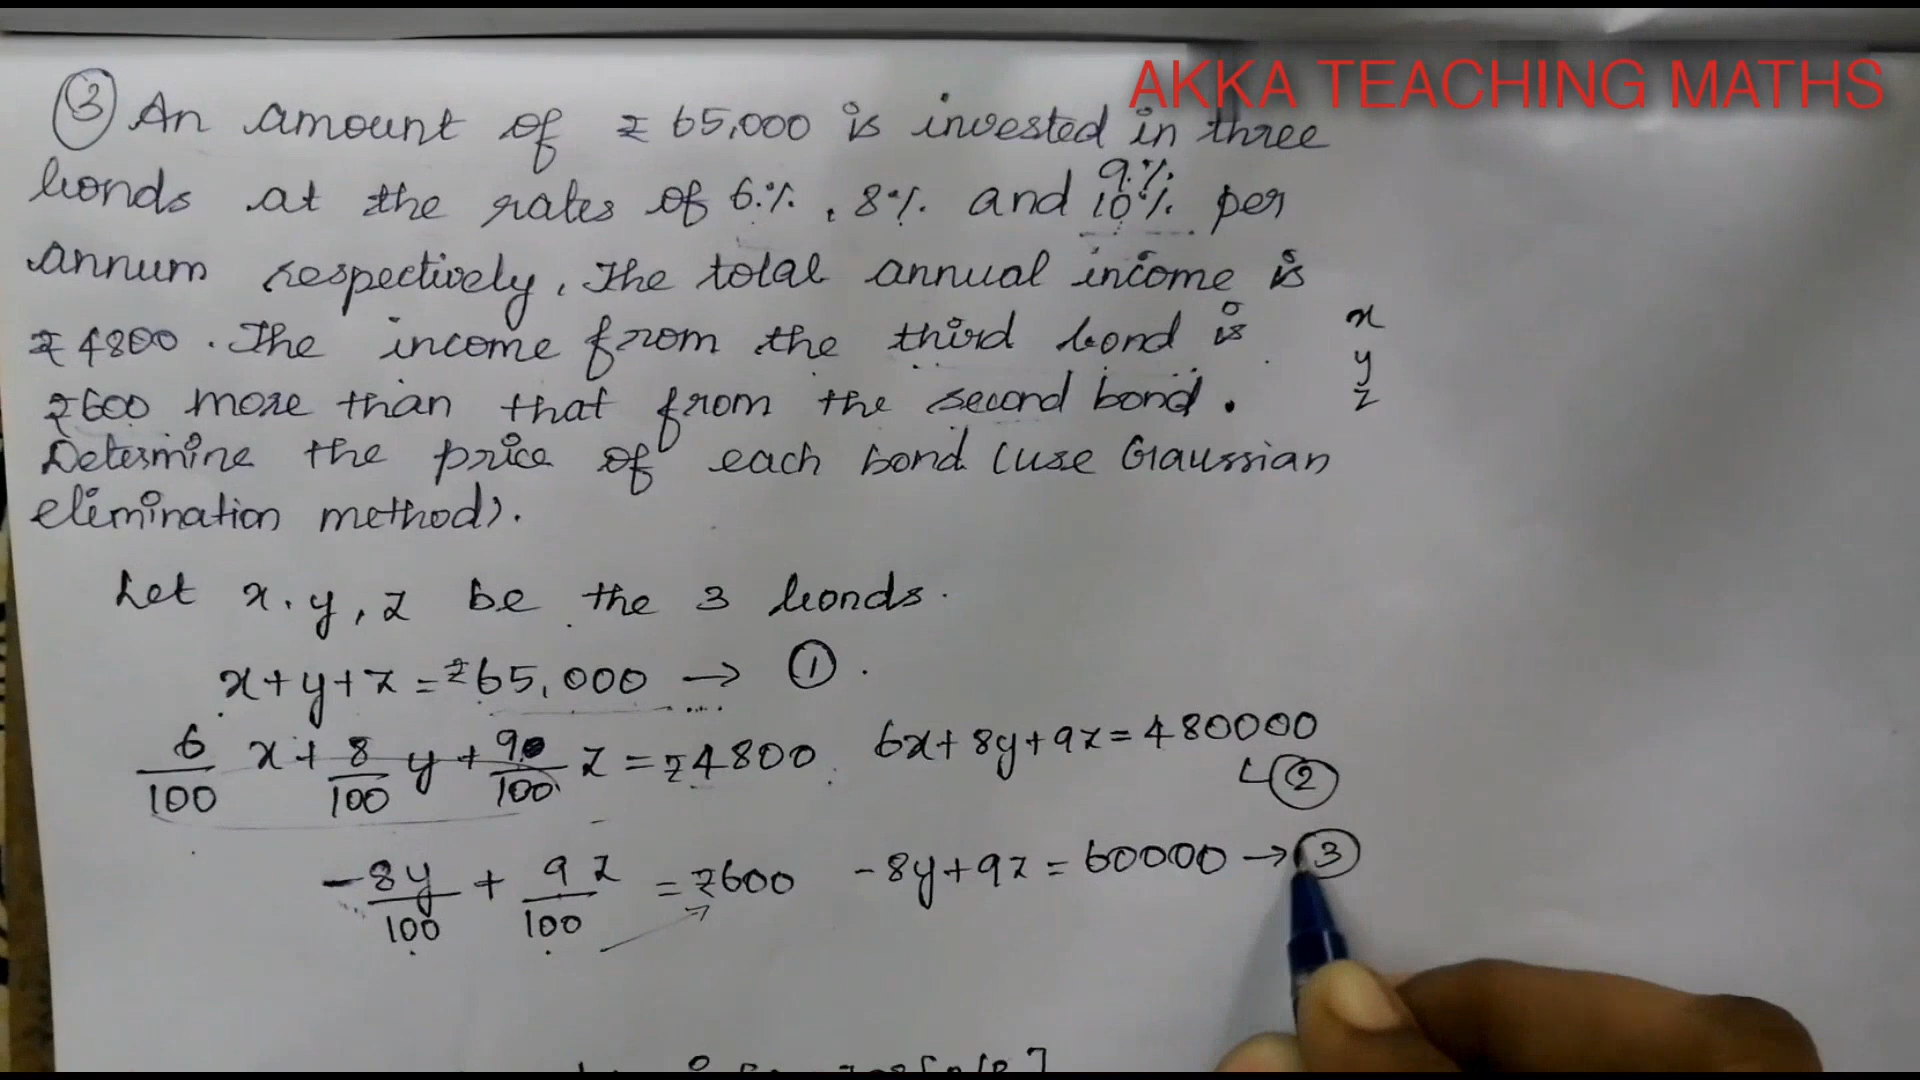 AKKA TEACHING MATHS
③ An amount of ₹ 65,000 is invested in three
9%
bonds at the rates of 6%, 8% and 10% per
annum respectively. The total annual income is
₹4800. The income from the third bond is
₹600 more than that from the second bond.
Determine the price of each bond (use Gaussian
elimination method).
x
y
z
Let x, y, z be the 3 bonds.
x+y+z = ₹65,000 → ①.
6/100 x + 8/100 y + 9/100 z = ₹4800 6x+8y+9z=480000
↳②
-8y/100 + 9z/100 = ₹600 -8y+9z = 60000 → ③